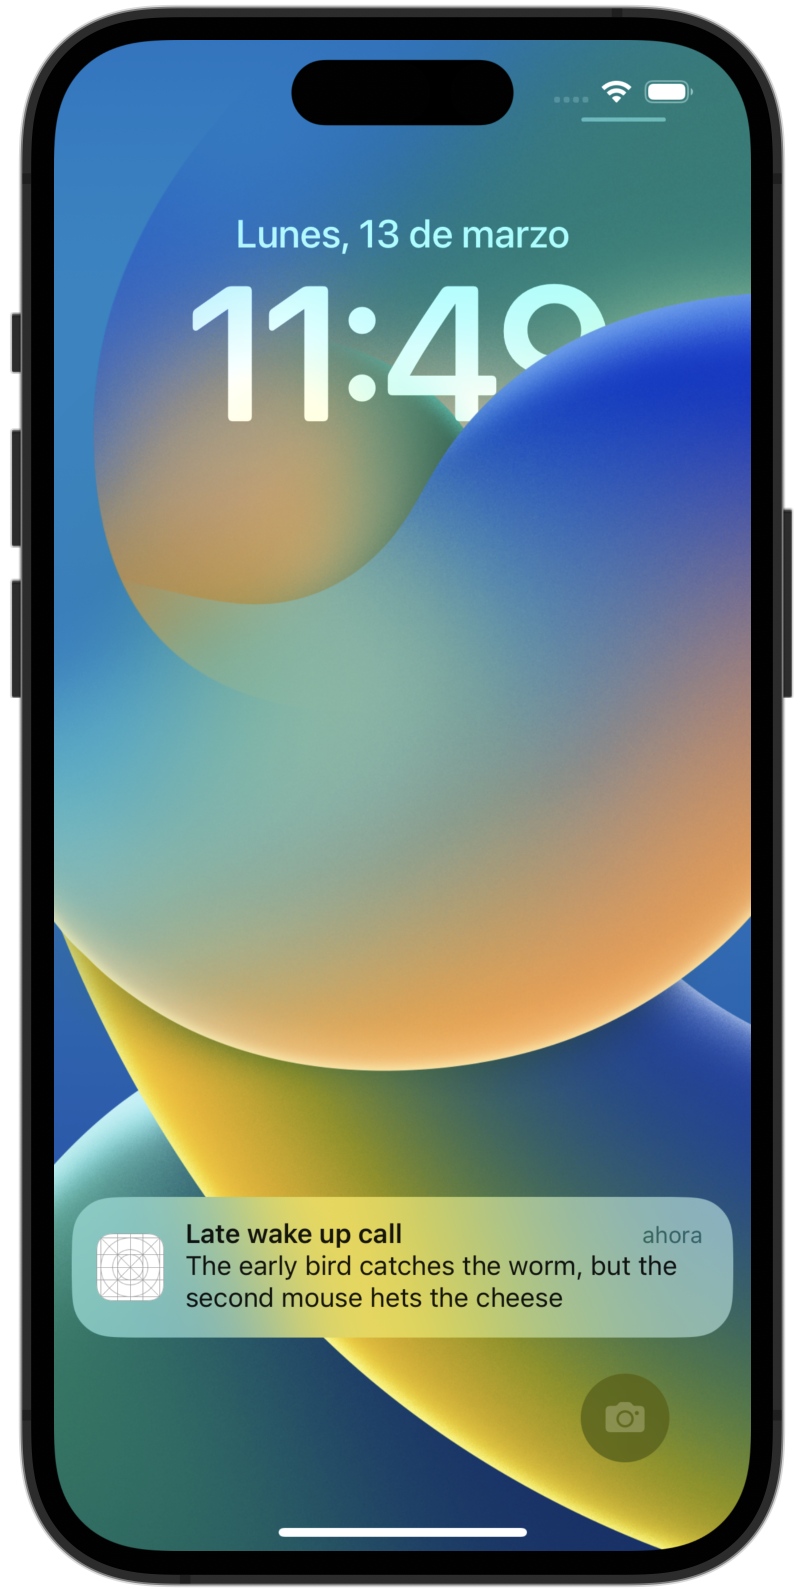 Lunes, 13 de marzo
11:49
Late wake up call
ahora
The early bird catches the worm, but the
second mouse hets the cheese